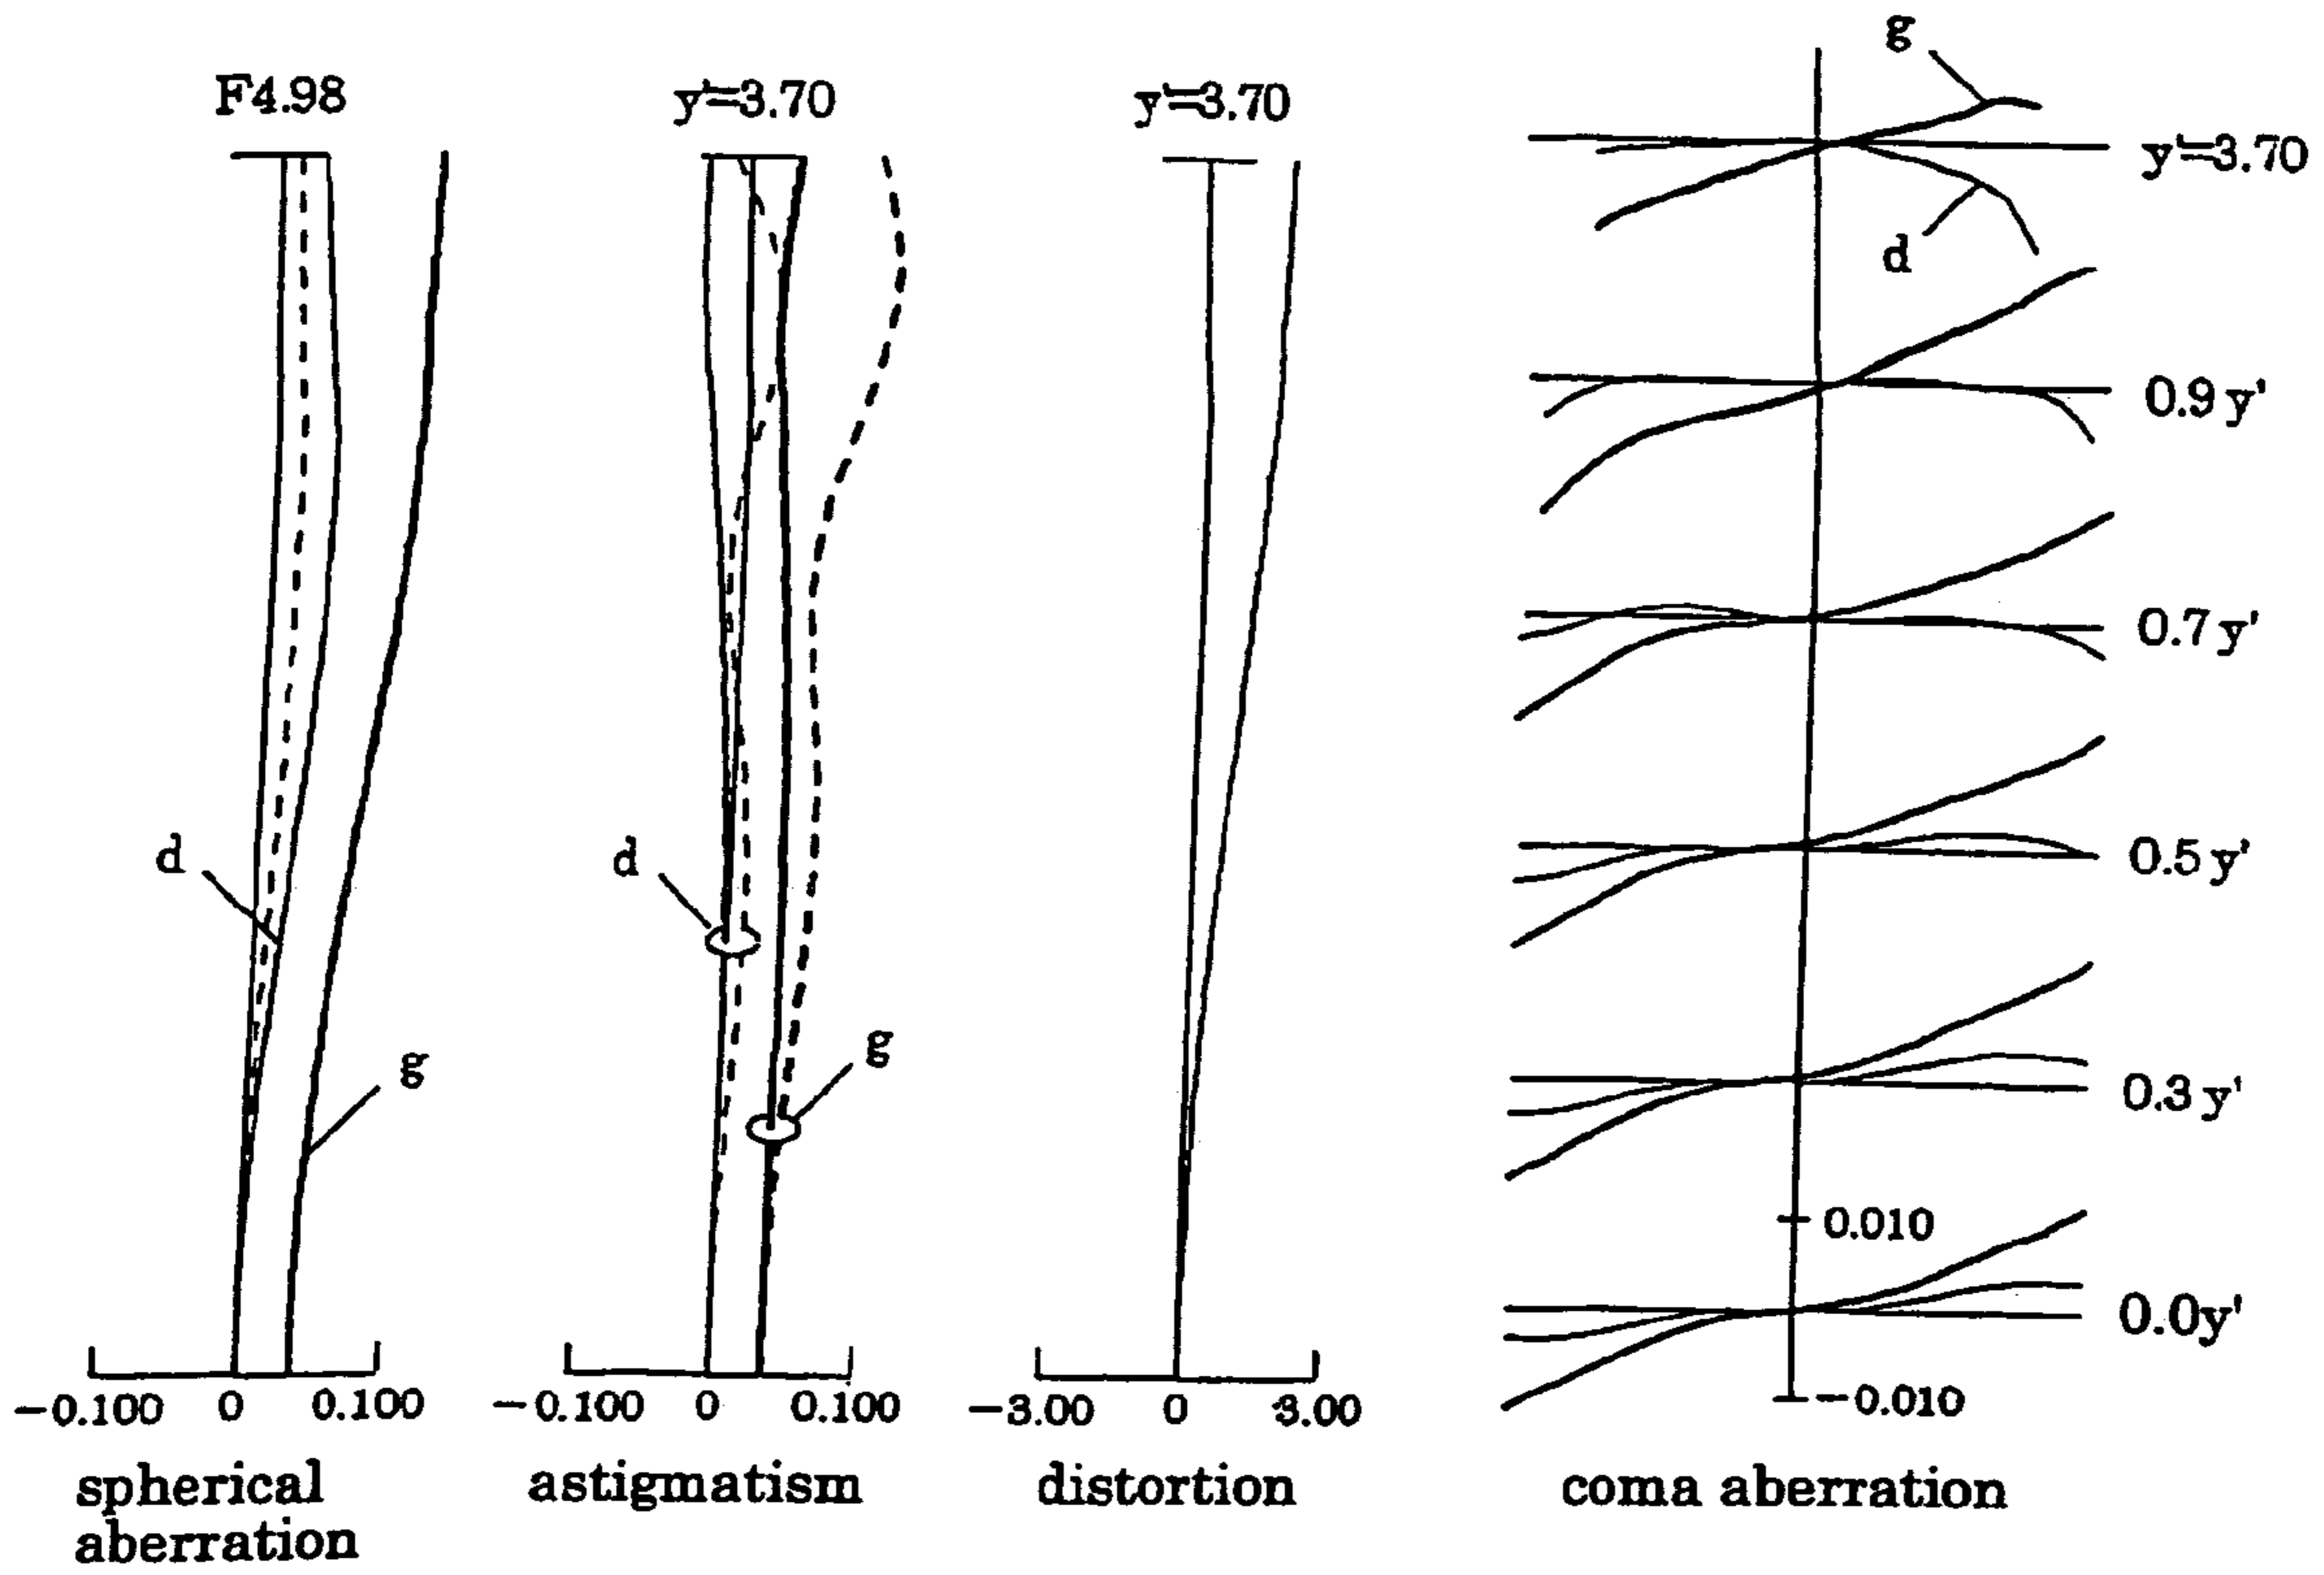 F4.98
d
g
−0.100 0 0.100
spherical
aberration
y'=3.70
d
g
−0.100 0 0.100
astigmatism
y'=3.70
−3.00 0 3.00
distortion
g
y'=3.70
d
0.9 y'
0.7 y'
0.5 y'
0.3 y'
0.010
0.0y'
−0.010
coma aberration